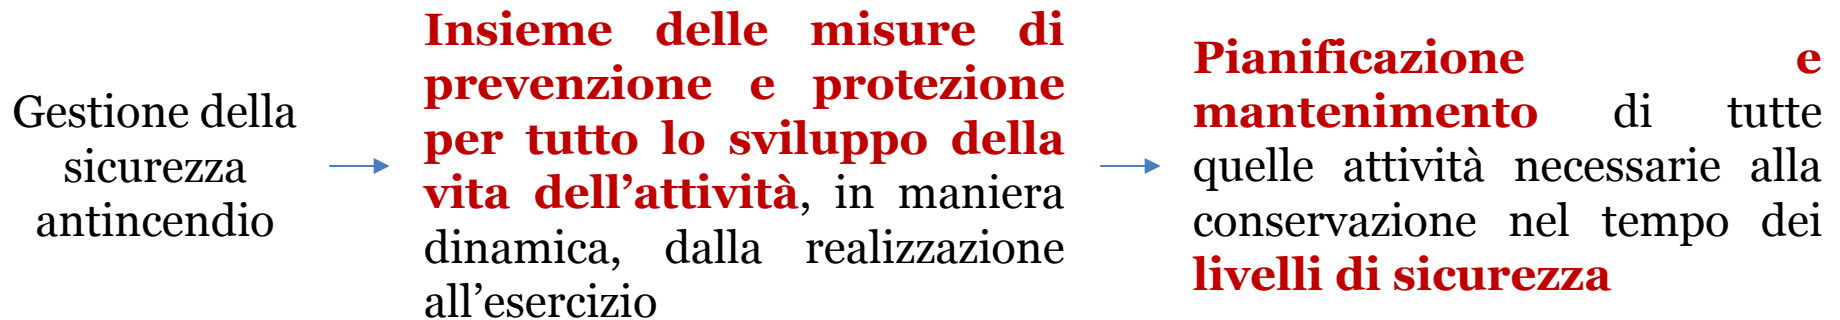 Gestione della
sicurezza
antincendio
Insieme delle misure di
prevenzione e protezione
per tutto lo sviluppo della
vita dell’attività, in maniera
dinamica, dalla realizzazione
all’esercizio
Pianificazione e
mantenimento di tutte
quelle attività necessarie alla
conservazione nel tempo dei
livelli di sicurezza